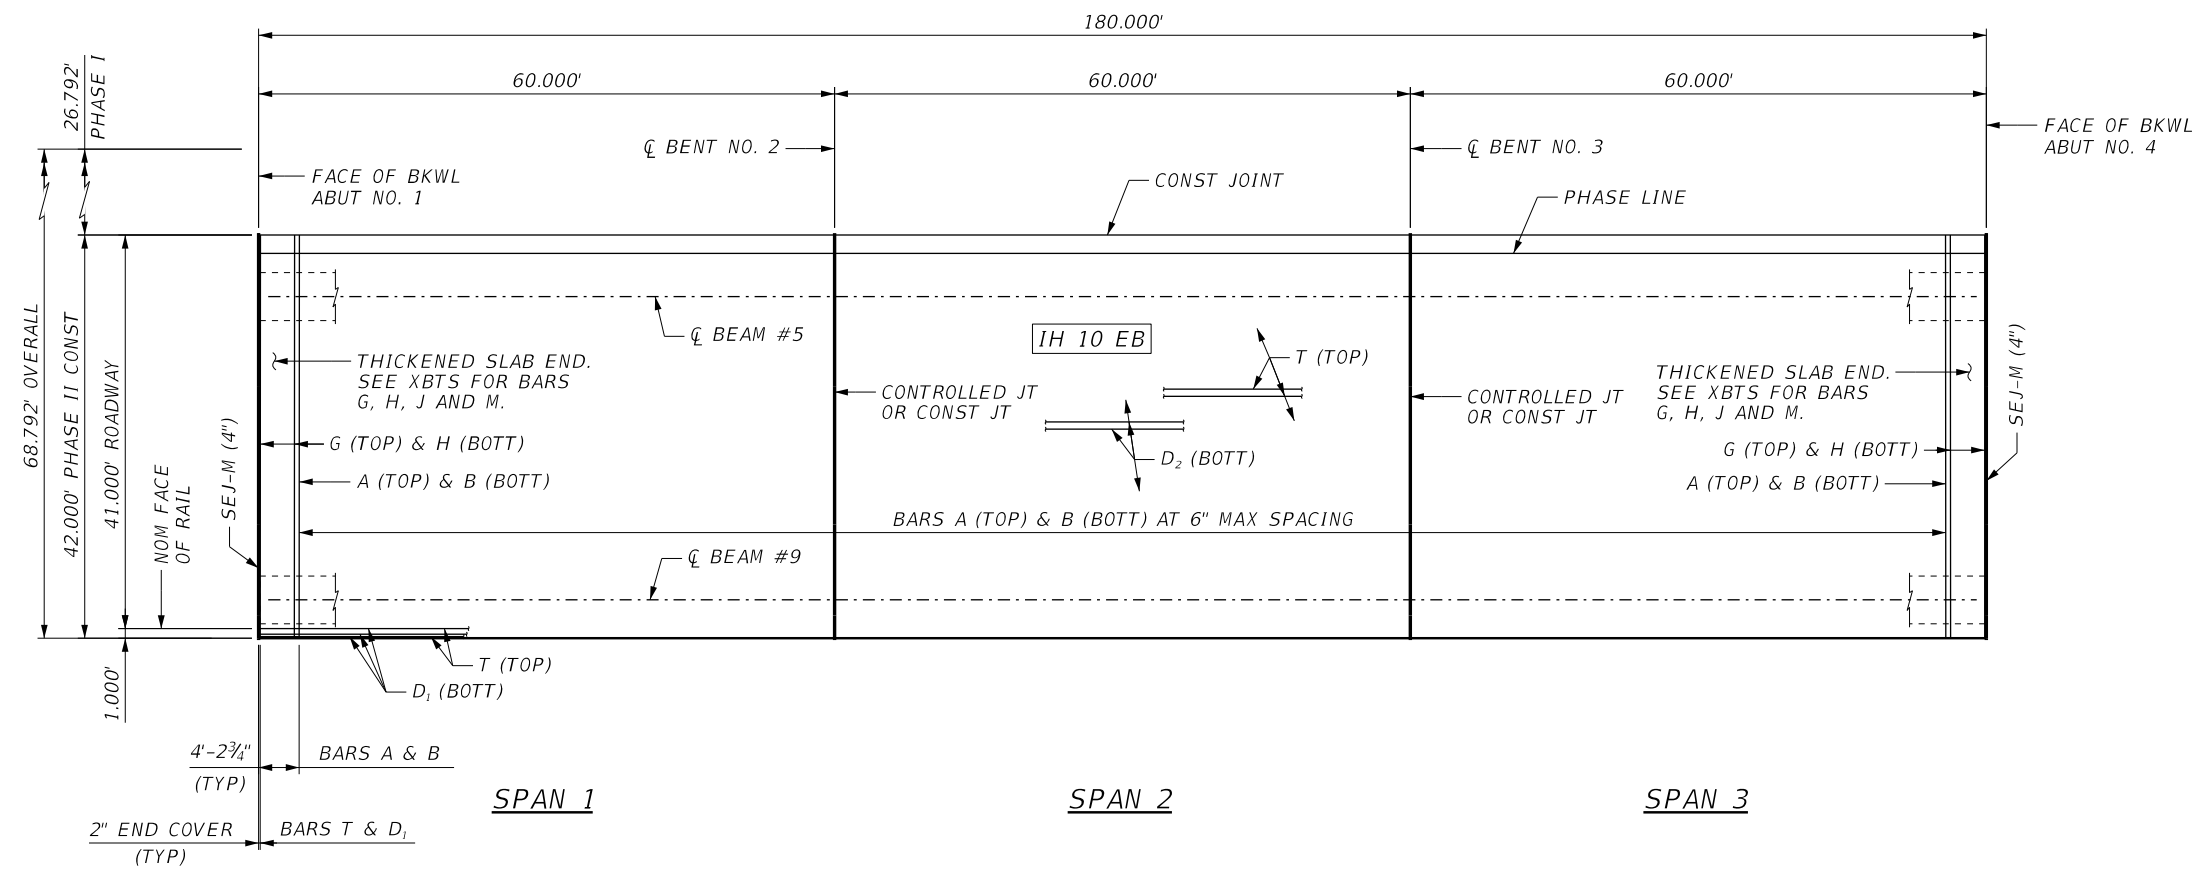 180.000'
60.000'
60.000'
60.000'
26.792'
PHASE I
℄ BENT NO. 2
℄ BENT NO. 3
FACE OF BKWL
ABUT NO. 4
FACE OF BKWL
ABUT NO. 1
CONST JOINT
PHASE LINE
68.792' OVERALL
42.000' PHASE II CONST
41.000' ROADWAY
NOM FACE
OF RAIL
SEJ-M (4")
1.000'
℄ BEAM #5
IH 10 EB
T (TOP)
THICKENED SLAB END.
SEE XBTS FOR BARS
G, H, J AND M.
CONTROLLED JT
OR CONST JT
CONTROLLED JT
OR CONST JT
THICKENED SLAB END.
SEE XBTS FOR BARS
G, H, J AND M.
SEJ-M (4")
G (TOP) & H (BOTT)
D₂ (BOTT)
G (TOP) & H (BOTT)
A (TOP) & B (BOTT)
A (TOP) & B (BOTT)
BARS A (TOP) & B (BOTT) AT 6" MAX SPACING
℄ BEAM #9
T (TOP)
D₁ (BOTT)
4'-2¾"
(TYP)
BARS A & B
SPAN 1
SPAN 2
SPAN 3
2" END COVER
(TYP)
BARS T & D₁